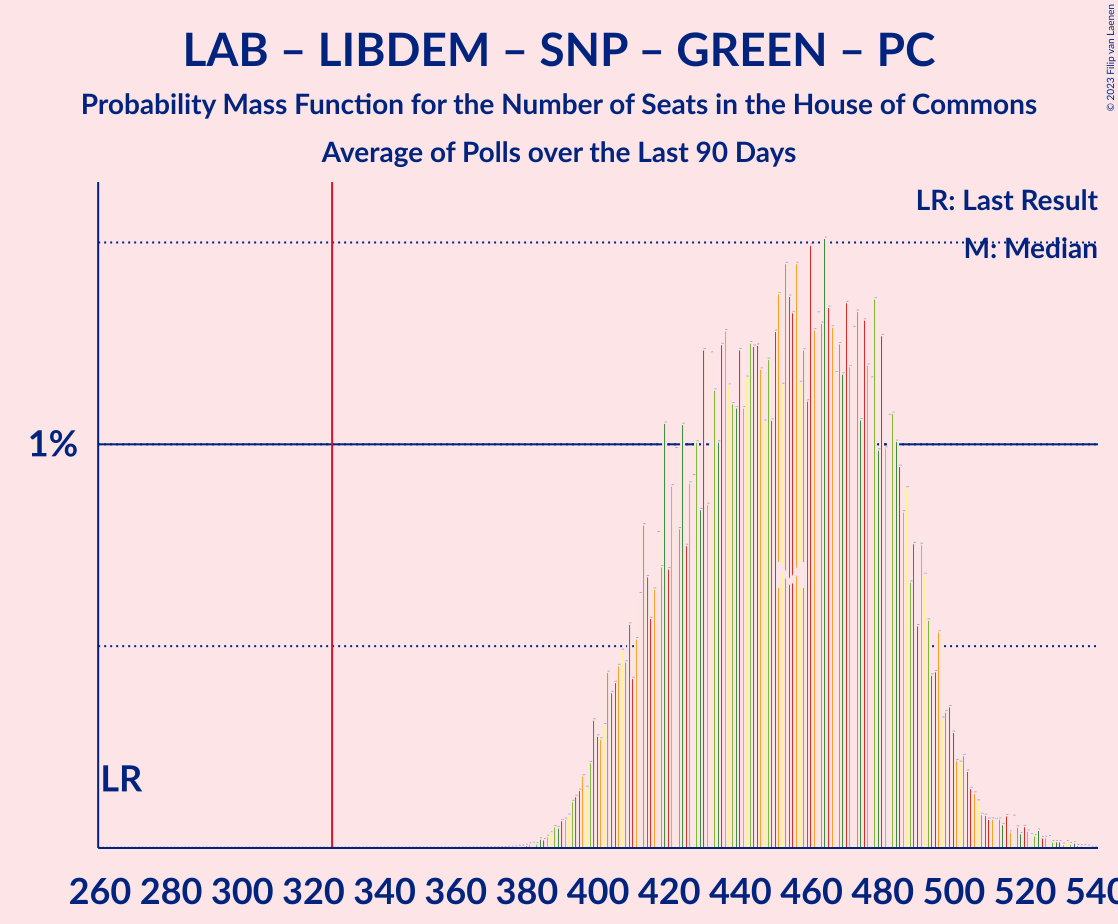 LAB – LIBDEM – SNP – GREEN – PC
Probability Mass Function for the Number of Seats in the House of Commons
Average of Polls over the Last 90 Days
© 2023 Filip van Laenen
LR: Last Result
M: Median
1%
M
LR
260 280 300 320 340 360 380 400 420 440 460 480 500 520 540